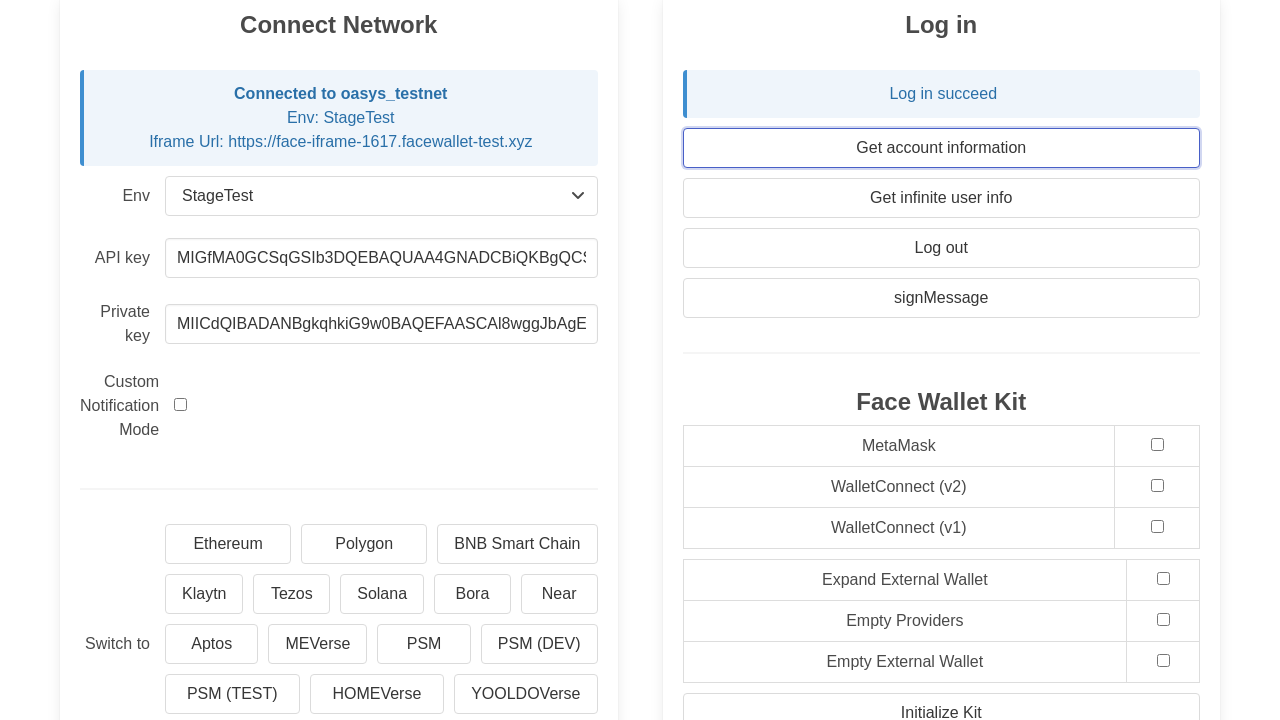 Connect Network
Connected to oasys_testnet
Env: StageTest
Iframe Url: https://face-iframe-1617.facewallet-test.xyz
Env
StageTest
API key
MIGfMA0GCSqGSIb3DQEBAQUAA4GNADCBiQKBgQC
Private
key
MIICdQIBADANBgkqhkiG9w0BAQEFAASCAl8wggJbAgE
Custom
Notification
Mode
Ethereum
Polygon
BNB Smart Chain
Klaytn
Tezos
Solana
Bora
Near
Switch to
Aptos
MEVerse
PSM
PSM (DEV)
PSM (TEST)
HOMEVerse
YOOLDOVerse
Log in
Log in succeed
Get account information
Get infinite user info
Log out
signMessage
Face Wallet Kit
MetaMask
WalletConnect (v2)
WalletConnect (v1)
Expand External Wallet
Empty Providers
Empty External Wallet
Initialize Kit